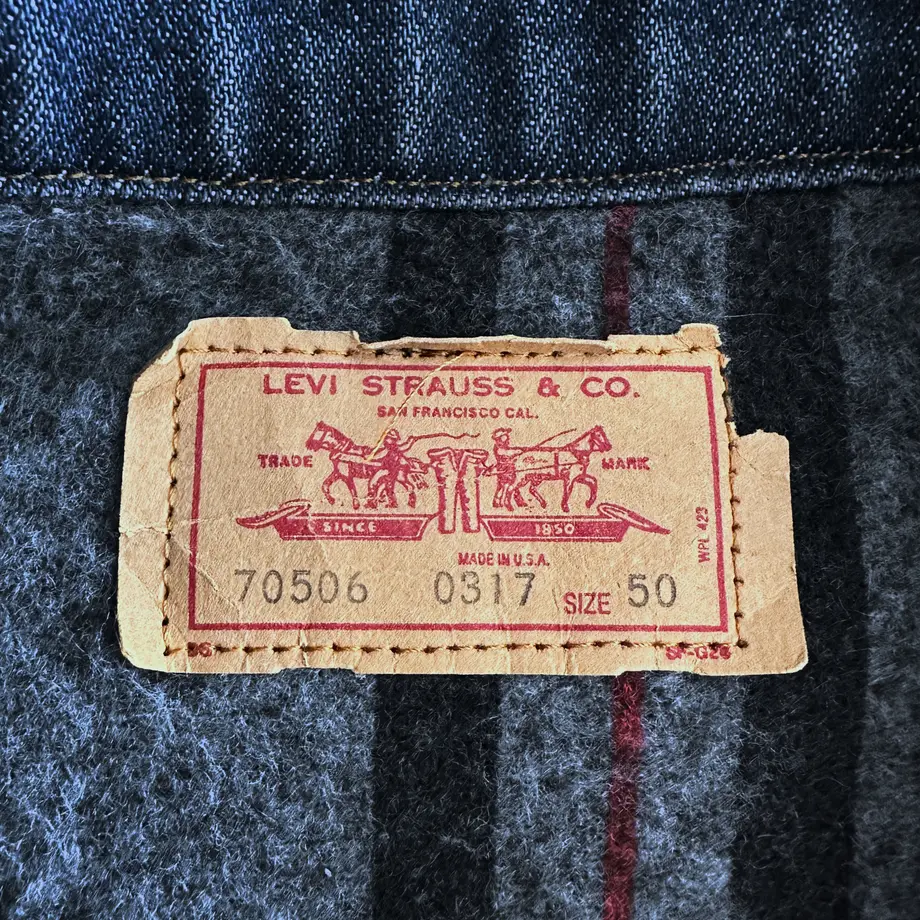 LEVI STRAUSS & CO.
SAN FRANCISCO CAL.
TRADE MARK
SINCE 1850
MADE IN U.S.A.
WPL 423
70506 0317 SIZE 50